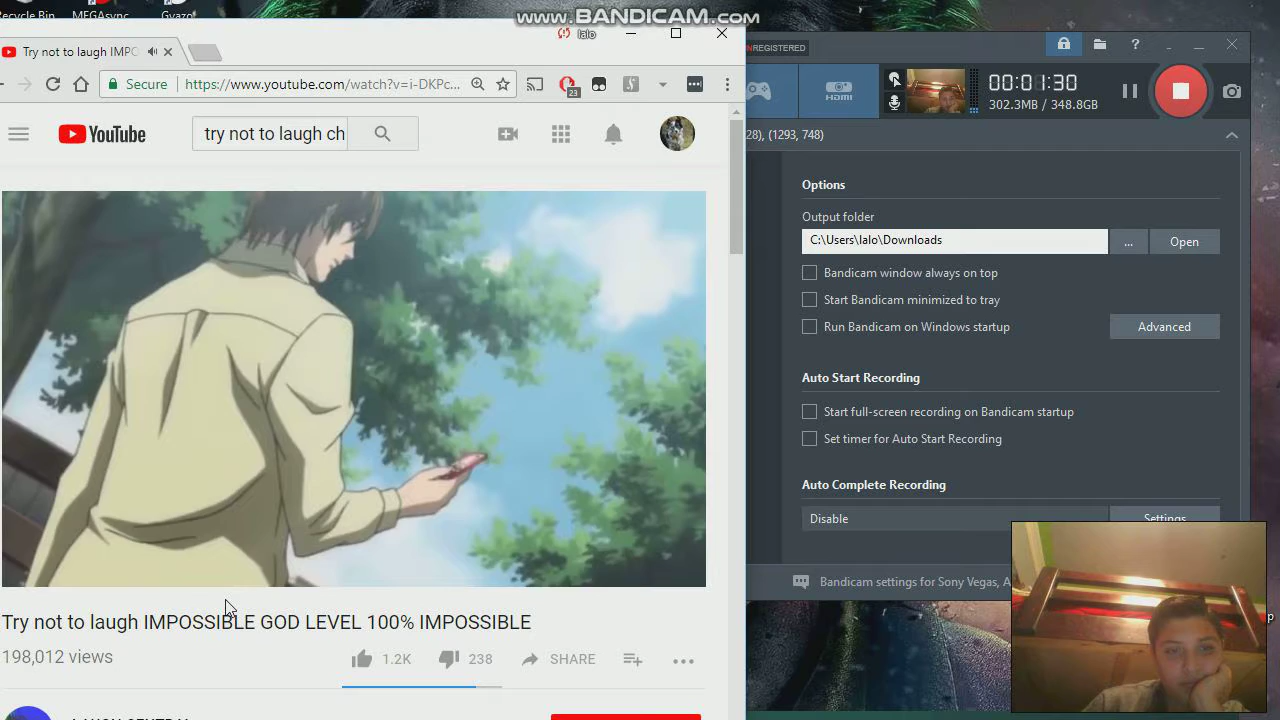 Recycle Bin MEGAsync Gyazo
www.BANDICAM.com
lalo
Try not to laugh IMPO
REGISTERED
Secure https://www.youtube.com/watch?v=i-DKPc...
23
HDMI
00:01:30
302.3MB / 348.8GB
YouTube
try not to laugh ch
28), (1293, 748)
Options
Output folder
C:\Users\lalo\Downloads
...
Open
Bandicam window always on top
Start Bandicam minimized to tray
Run Bandicam on Windows startup
Advanced
Auto Start Recording
Start full-screen recording on Bandicam startup
Set timer for Auto Start Recording
Auto Complete Recording
Disable
Settings
Bandicam settings for Sony Vegas, A
p
Try not to laugh IMPOSSIBLE GOD LEVEL 100% IMPOSSIBLE
198,012 views
1.2K
238
SHARE